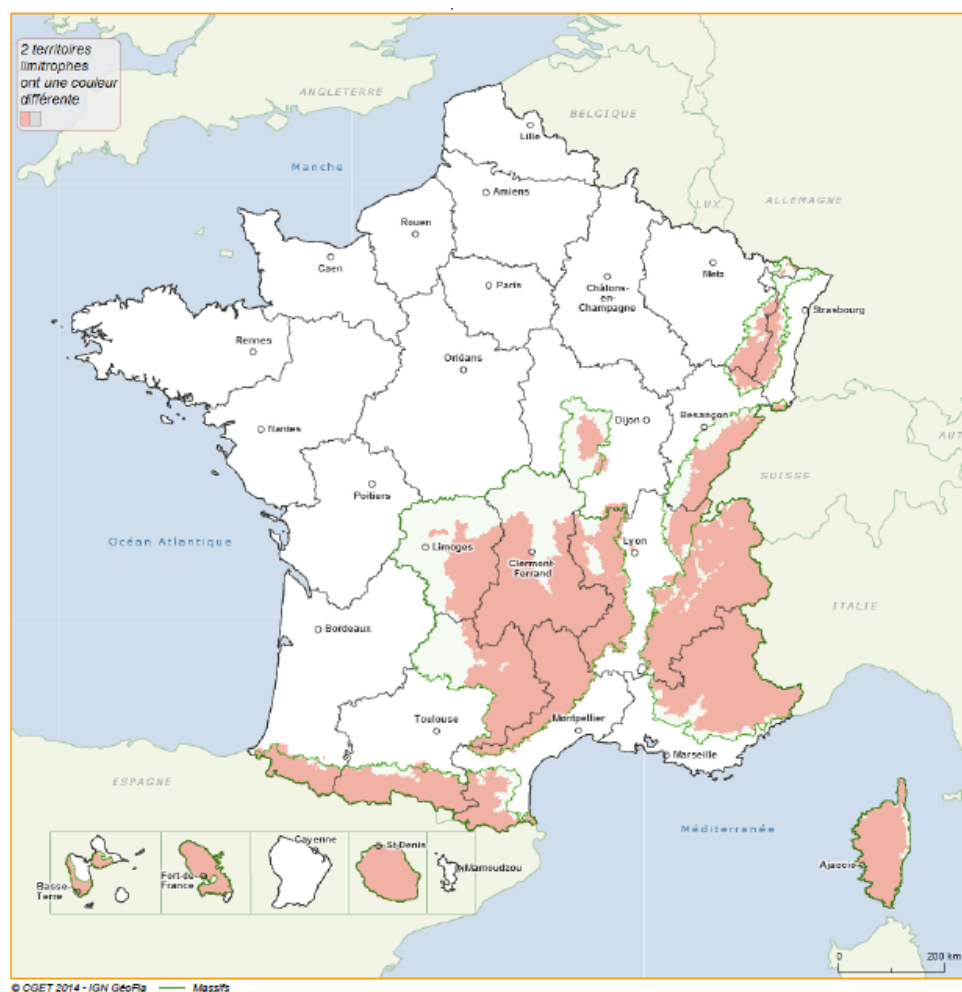 2 territoires
limitrophes
ont une couleur
différente
ANGLETERRE
BELGIQUE
Lille
Manche
Amiens
LUX
ALLEMAGNE
Rouen
Caen
Paris
Metz
Châlons-
en-
Champagne
Strasbourg
Rennes
Orléans
Nantes
Dijon
Besançon
AUT
SUISSE
Poitiers
Océan Atlantique
Limoges
Clermont-
Ferrand
Lyon
ITALIE
Bordeaux
Toulouse
Montpellier
Marseille
ESPAGNE
Méditerranée
Cayenne
St-Denis
Basse-
Terre
Fort-de-
France
Mamoudzou
Ajaccio
0 200 km
© CGET 2014 - IGN GéoFla Massifs